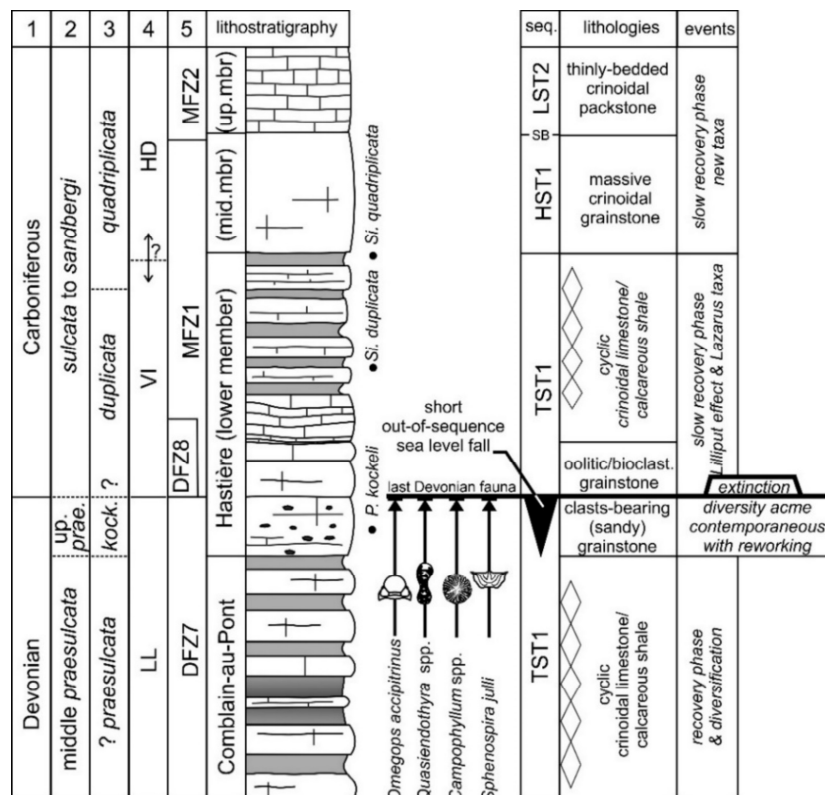 1 2 3 4 5 lithostratigraphy seq. lithologies events
Carboniferous
Devonian
sulcata to sandbergi
up.
prae.
middle praesulcata
quadriplicata
duplicata
?
kock.
? praesulcata
HD
?
VI
LL
MFZ2
MFZ1
DFZ8
DFZ7
(up.mbr)
(mid.mbr)
Hastière (lower member)
Comblain-au-Pont
• Si. quadriplicata
• Si. duplicata
• P. kockeli
short
out-of-sequence
sea level fall
last Devonian fauna
Omegops accipitrinus
Quasiendothyra spp.
Campophyllum spp.
Sphenospira julli
LST2
SB
HST1
TST1
TST1
thinly-bedded
crinoidal
packstone
massive
crinoidal
grainstone
cyclic
crinoidal limestone/
calcareous shale
oolitic/bioclast.
grainstone
clasts-bearing
(sandy)
grainstone
cyclic
crinoidal limestone/
calcareous shale
slow recovery phase
new taxa
slow recovery phase
Lilliput effect & Lazarus taxa
extinction
diversity acme
contemporaneous
with reworking
recovery phase
& diversification